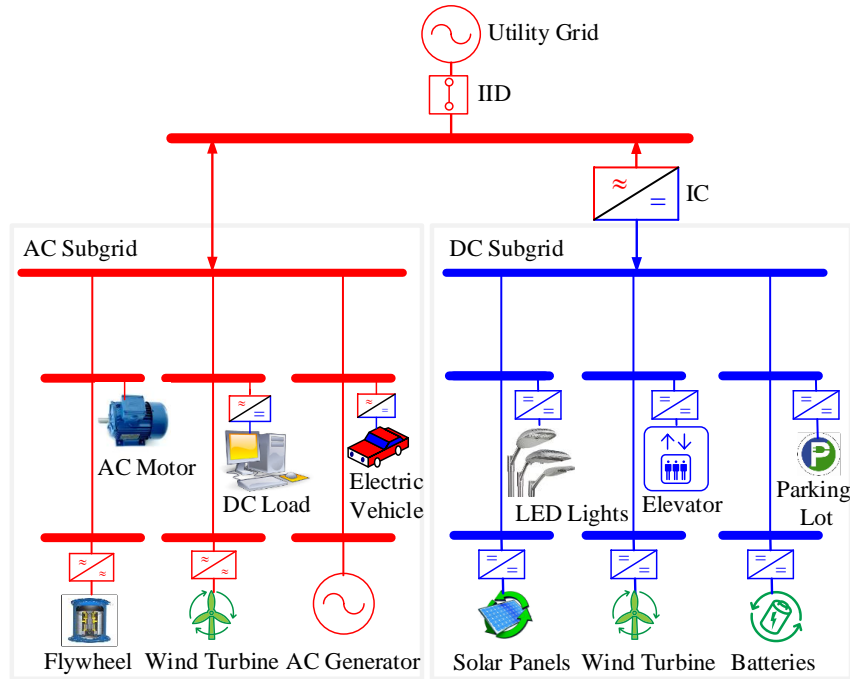 Utility Grid
IID
IC
AC Subgrid
DC Subgrid
AC Motor
DC Load
Electric
Vehicle
LED Lights
Elevator
P
Parking
Lot
Flywheel
Wind Turbine
AC Generator
Solar Panels
Wind Turbine
Batteries